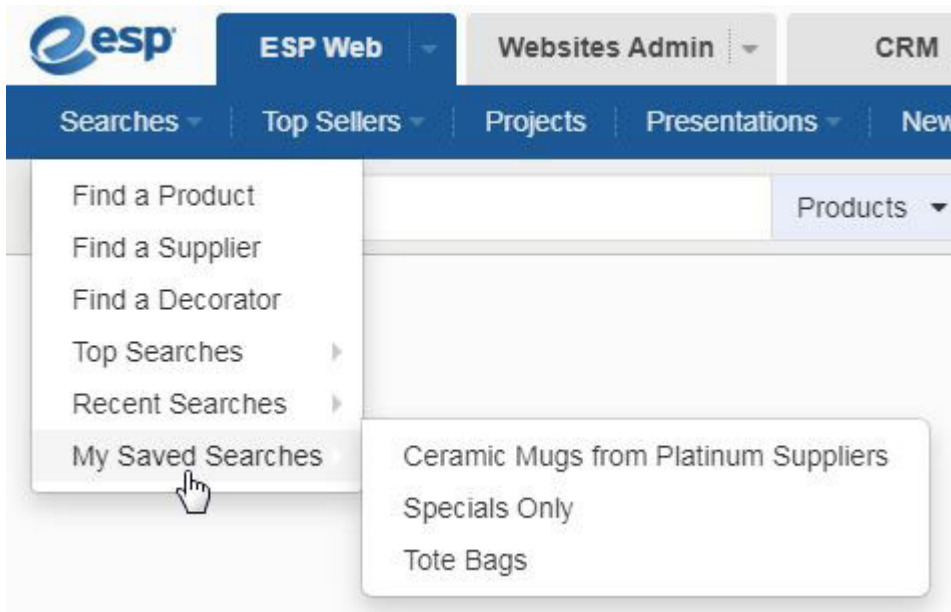 esp
ESP Web
Websites Admin
CRM
Searches
Top Sellers
Projects
Presentations
New
Products
Find a Product
Find a Supplier
Find a Decorator
Top Searches
Recent Searches
My Saved Searches
Ceramic Mugs from Platinum Suppliers
Specials Only
Tote Bags